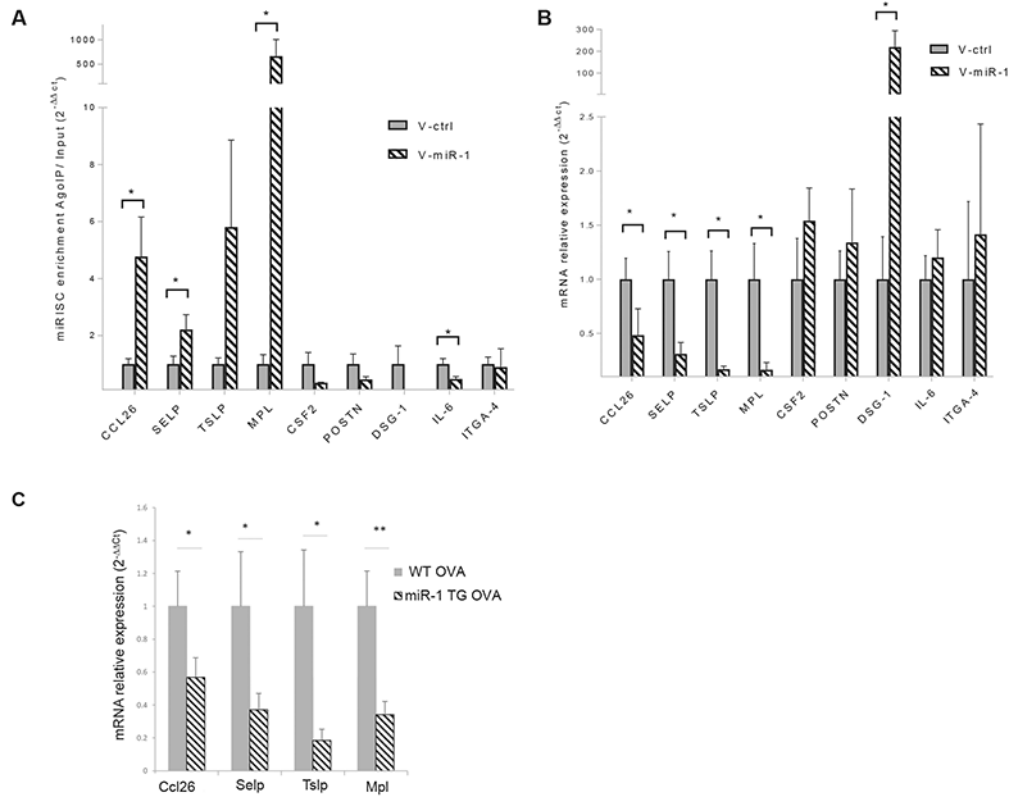 A
miRISC enrichment AgoIP/ Input (2^-ΔΔct)
1000
500
10
8
6
4
2
*
*
*
*
V-ctrl
V-miR-1
CCL26
SELP
TSLP
MPL
CSF2
POSTN
DSG-1
IL-6
ITGA-4
B
mRNA relative expression (2^-ΔΔct)
300
200
100
2.5
2.0
1.5
1.0
0.5
*
*
*
*
*
V-ctrl
V-miR-1
CCL26
SELP
TSLP
MPL
CSF2
POSTN
DSG-1
IL-6
ITGA-4
C
mRNA relative expression (2^-ΔΔCt)
1.6
1.4
1.2
1
0.8
0.6
0.4
0.2
0
*
*
*
**
WT OVA
miR-1 TG OVA
Ccl26
Selp
Tslp
Mpl